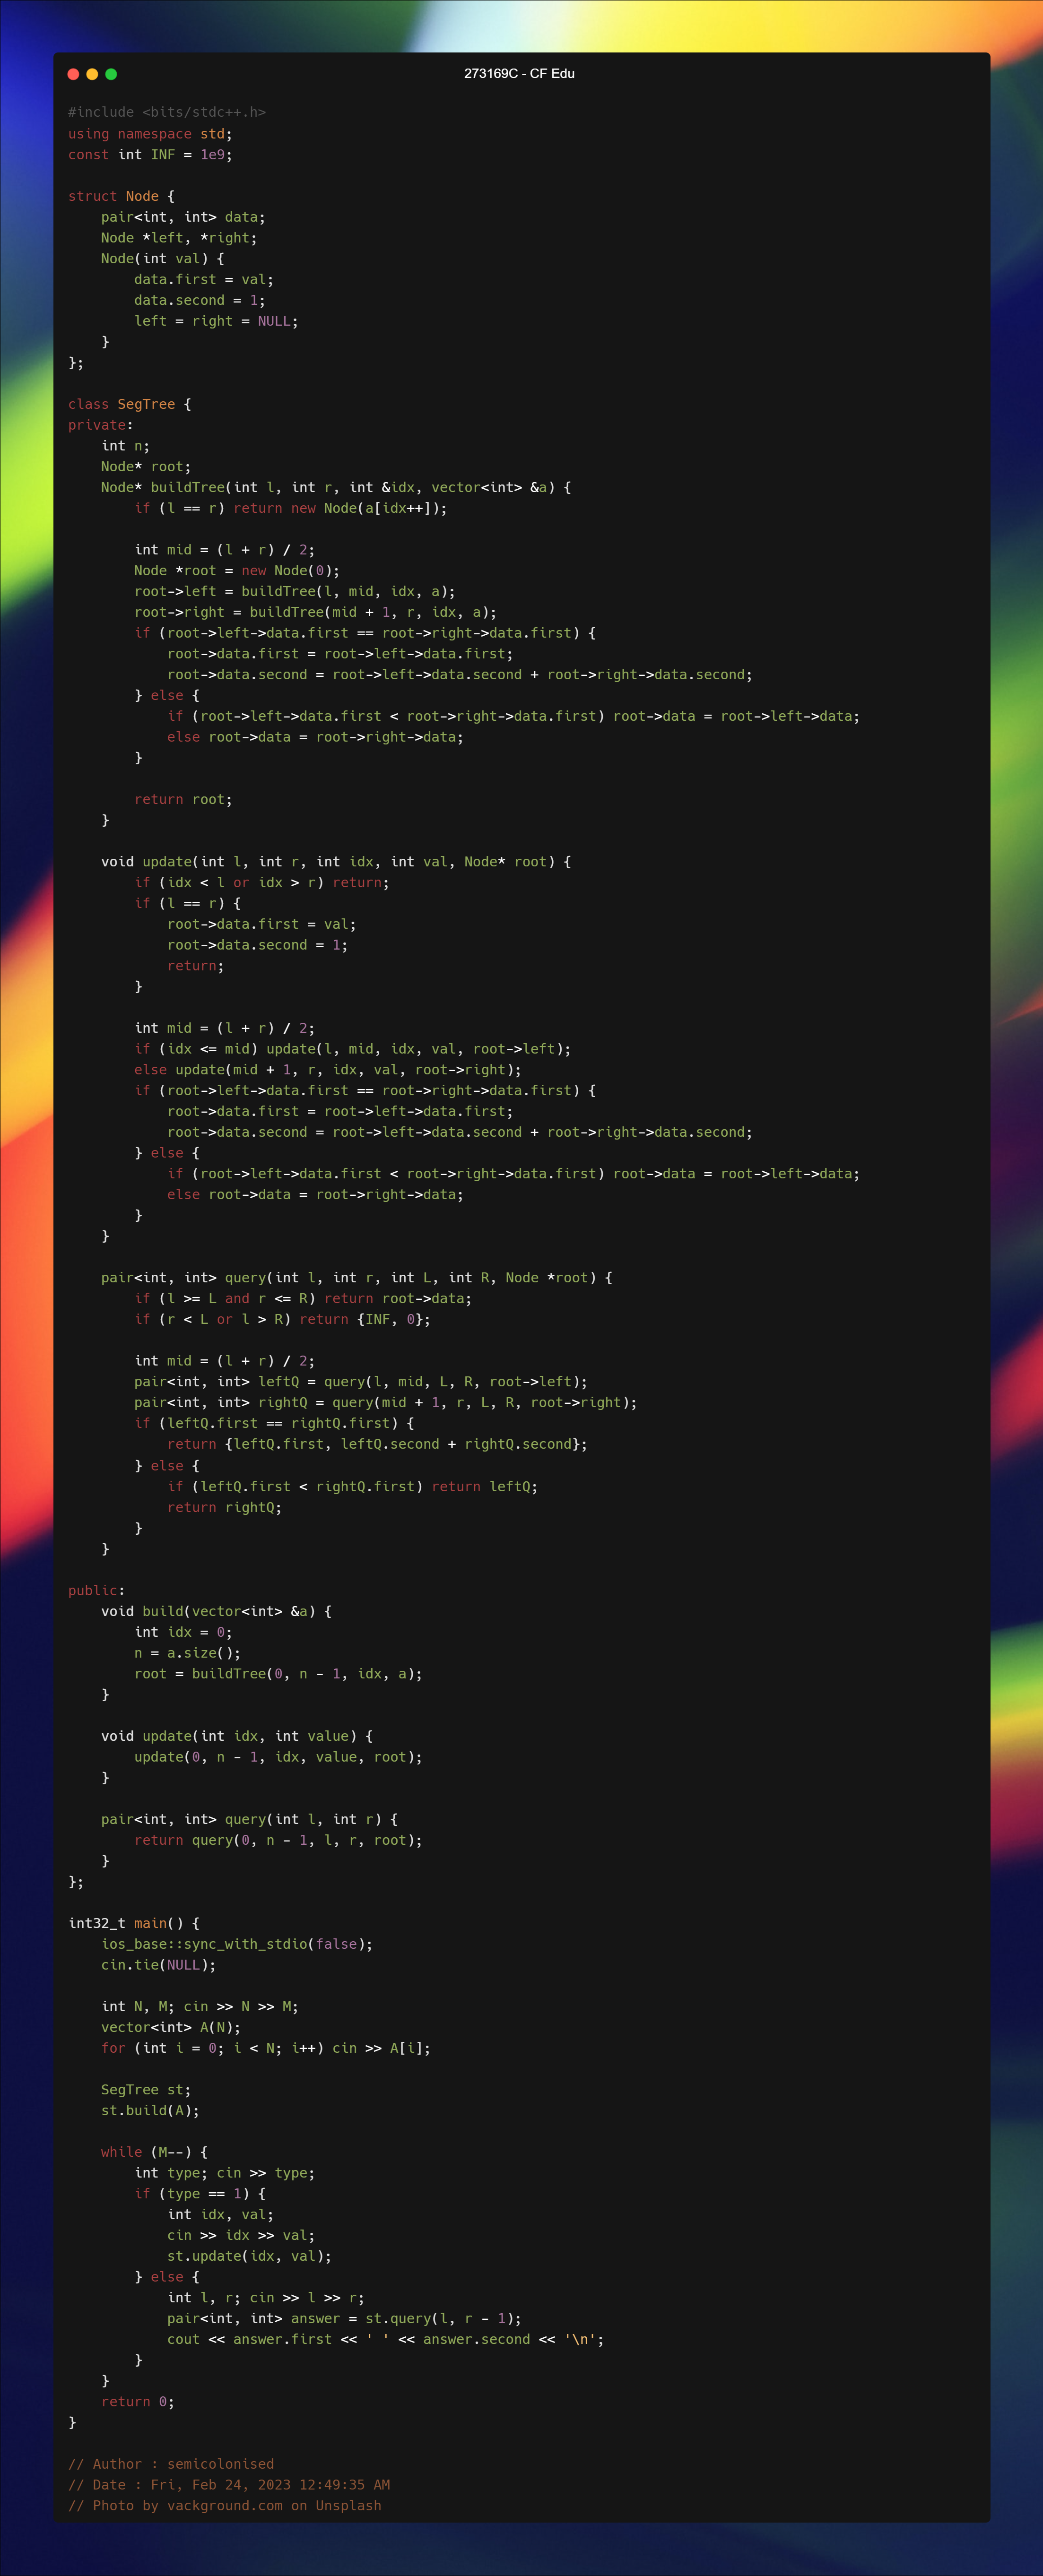 273169C - CF Edu
#include <bits/stdc++.h>
using namespace std;
const int INF = 1e9;

struct Node {
    pair<int, int> data;
    Node *left, *right;
    Node(int val) {
        data.first = val;
        data.second = 1;
        left = right = NULL;
    }
};

class SegTree {
private:
    int n;
    Node* root;
    Node* buildTree(int l, int r, int &idx, vector<int> &a) {
        if (l == r) return new Node(a[idx++]);

        int mid = (l + r) / 2;
        Node *root = new Node(0);
        root->left = buildTree(l, mid, idx, a);
        root->right = buildTree(mid + 1, r, idx, a);
        if (root->left->data.first == root->right->data.first) {
            root->data.first = root->left->data.first;
            root->data.second = root->left->data.second + root->right->data.second;
        } else {
            if (root->left->data.first < root->right->data.first) root->data = root->left->data;
            else root->data = root->right->data;
        }

        return root;
    }

    void update(int l, int r, int idx, int val, Node* root) {
        if (idx < l or idx > r) return;
        if (l == r) {
            root->data.first = val;
            root->data.second = 1;
            return;
        }

        int mid = (l + r) / 2;
        if (idx <= mid) update(l, mid, idx, val, root->left);
        else update(mid + 1, r, idx, val, root->right);
        if (root->left->data.first == root->right->data.first) {
            root->data.first = root->left->data.first;
            root->data.second = root->left->data.second + root->right->data.second;
        } else {
            if (root->left->data.first < root->right->data.first) root->data = root->left->data;
            else root->data = root->right->data;
        }
    }

    pair<int, int> query(int l, int r, int L, int R, Node *root) {
        if (l >= L and r <= R) return root->data;
        if (r < L or l > R) return {INF, 0};

        int mid = (l + r) / 2;
        pair<int, int> leftQ = query(l, mid, L, R, root->left);
        pair<int, int> rightQ = query(mid + 1, r, L, R, root->right);
        if (leftQ.first == rightQ.first) {
            return {leftQ.first, leftQ.second + rightQ.second};
        } else {
            if (leftQ.first < rightQ.first) return leftQ;
            return rightQ;
        }
    }

public:
    void build(vector<int> &a) {
        int idx = 0;
        n = a.size();
        root = buildTree(0, n - 1, idx, a);
    }

    void update(int idx, int value) {
        update(0, n - 1, idx, value, root);
    }

    pair<int, int> query(int l, int r) {
        return query(0, n - 1, l, r, root);
    }
};

int32_t main() {
    ios_base::sync_with_stdio(false);
    cin.tie(NULL);

    int N, M; cin >> N >> M;
    vector<int> A(N);
    for (int i = 0; i < N; i++) cin >> A[i];

    SegTree st;
    st.build(A);

    while (M--) {
        int type; cin >> type;
        if (type == 1) {
            int idx, val;
            cin >> idx >> val;
            st.update(idx, val);
        } else {
            int l, r; cin >> l >> r;
            pair<int, int> answer = st.query(l, r - 1);
            cout << answer.first << ' ' << answer.second << '\n';
        }
    }
    return 0;
}

// Author : semicolonised
// Date : Fri, Feb 24, 2023 12:49:35 AM
// Photo by vackground.com on Unsplash